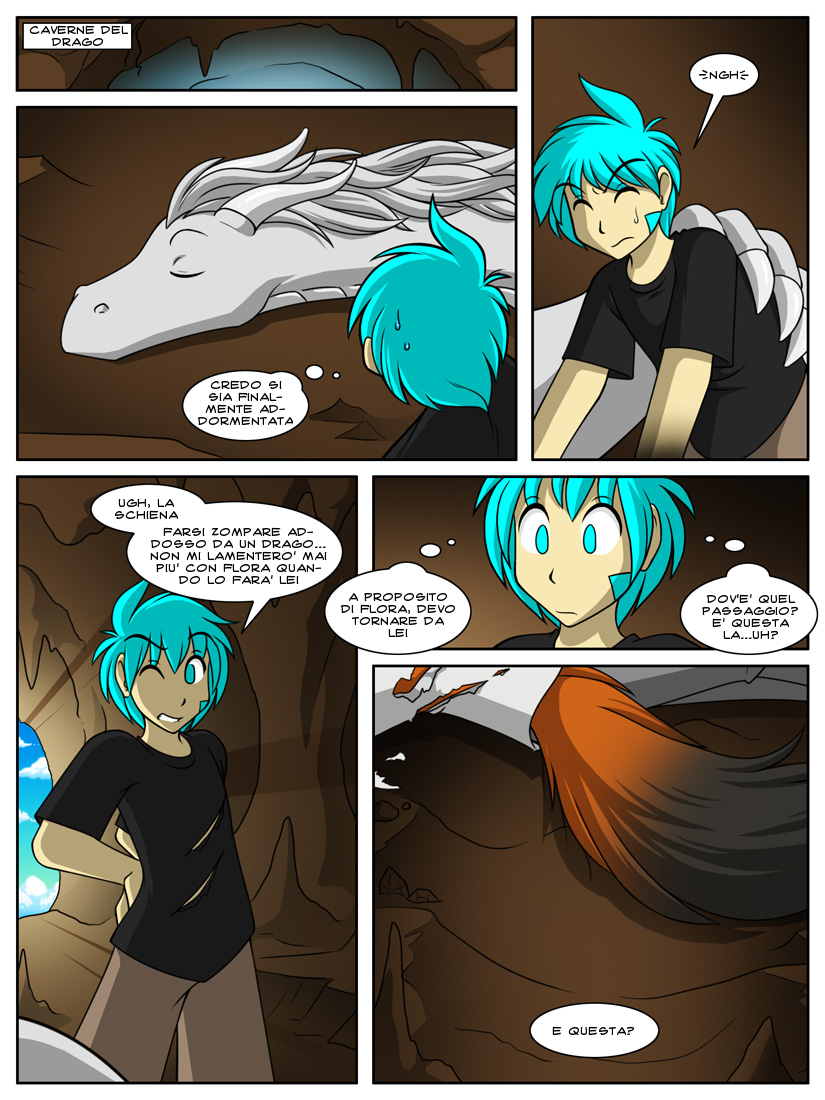 CAVERNE DEL
DRAGO
CREDO SI
SIA FINAL-
MENTE AD-
DORMENTATA
NGH
UGH, LA
SCHIENA
FARSI ZOMPARE AD-
DOSSO DA UN DRAGO...
NON MI LAMENTERO' MAI
PIU' CON FLORA QUAN-
DO LO FARA' LEI
A PROPOSITO
DI FLORA, DEVO
TORNARE DA
LEI
DOV'E' QUEL
PASSAGGIO?
E' QUESTA
LA...UH?
E QUESTA?